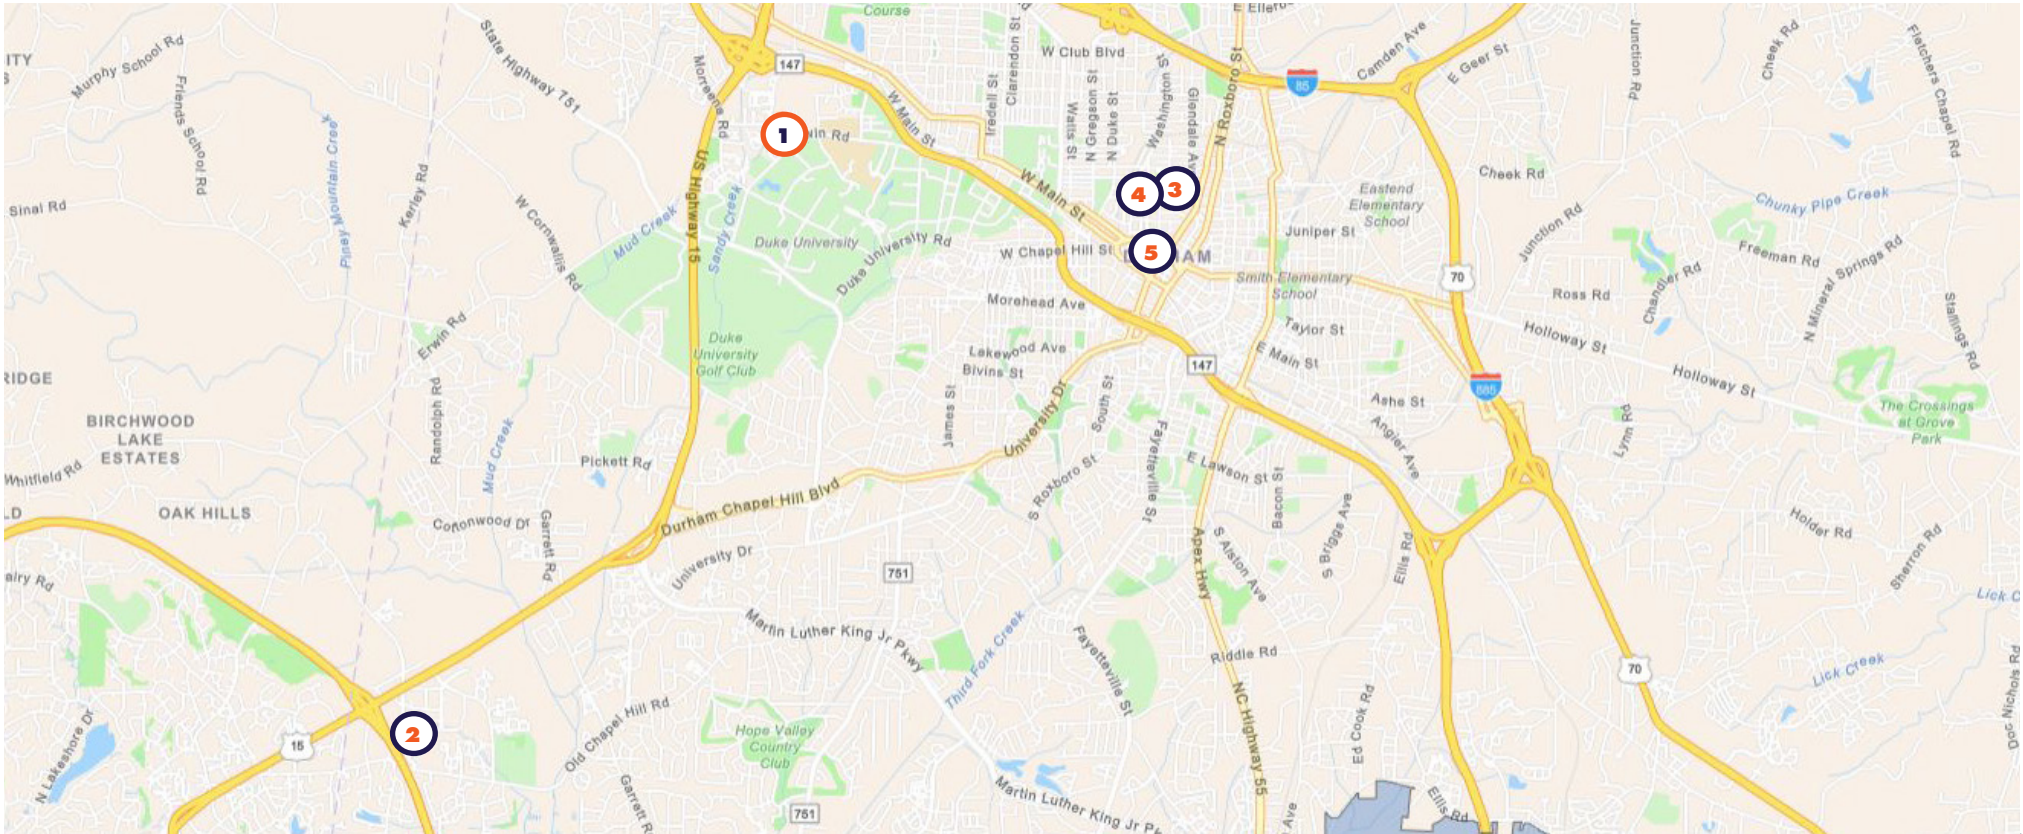 Course
E Ellerbe
ITY
S
Murphy School Rd
State Highway 751
147
W Club Blvd
Clarendon St
Iredell St
Watts St
N Gregson St
N Duke St
Washington St
Glendale Ave
N Roxboro St
85
Camden Ave
E Geer St
Junction Rd
Cheek Rd
Fletchers Chapel Rd
Friends School Rd
Piney Mountain Creek
Kerley Rd
Morreene Rd
1
win Rd
W Main St
Cheek Rd
Sinai Rd
W Cornwallis Rd
Mud Creek
Sandy Creek
US Highway 15
Duke University
Duke University Rd
W Main St
4
3
5
W Chapel Hill St
HAM
Eastend
Elementary
School
Juniper St
Smith Elementary
School
Chunky Pipe Creek
Junction Rd
Freeman Rd
N Mineral Springs Rd
70
Ross Rd
Chandler Rd
Stallings Rd
Morehead Ave
Erwin Rd
Duke
University
Golf Club
Lakewood Ave
Bivins St
Taylor St
E Main St
147
Holloway St
Holloway St
885
RIDGE
BIRCHWOOD
LAKE
ESTATES
Randolph Rd
Mud Creek
James St
University Dr
South St
Fayetteville St
Ashe St
Angier Ave
Lynn Rd
The Crossings
at Grove
Park
Whitfield Rd
Pickett Rd
E Lawson St
S Roxboro St
Bacon St
LD
OAK HILLS
Cottonwood Dr
Garrett Rd
Durham Chapel Hill Blvd
University Dr
751
Apex Hwy
S Alston Ave
S Briggs Ave
Ellis Rd
Holder Rd
Sherron Rd
airy Rd
Lick C
Martin Luther King Jr Pkwy
Third Fork Creek
Fayetteville St
Riddle Rd
70
Lick Creek
Doc Nichols Rd
N Lakeshore Dr
15
2
Old Chapel Hill Rd
Garrett R
Hope Valley
Country
Club
751
NC Highway 55
Ed Cook Rd
Martin Luther King Jr Pk
Ave
Ellis Rd